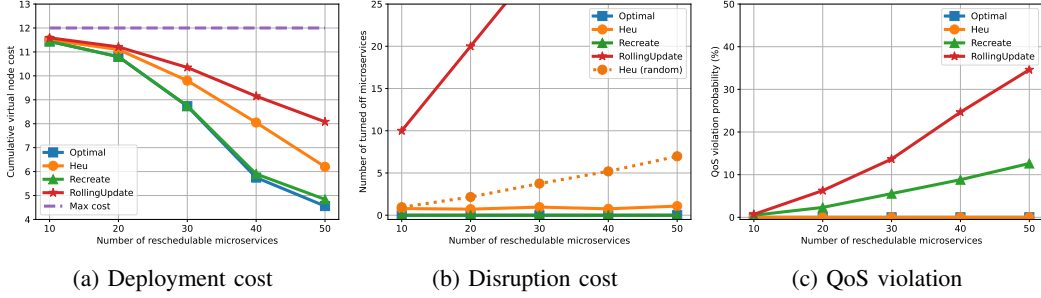 13
12
11
10
9
8
7
6
5
4
Cumulative virtual node cost
Optimal
Heu
Recreate
RollingUpdate
Max cost
10 20 30 40 50
Number of reschedulable microservices
(a) Deployment cost
25
20
15
10
5
0
Number of turned off microservices
Optimal
Heu
Recreate
RollingUpdate
Heu (random)
10 20 30 40 50
Number of reschedulable microservices
(b) Disruption cost
50
40
30
20
10
0
QoS violation probability (%)
Optimal
Heu
Recreate
RollingUpdate
10 20 30 40 50
Number of reschedulable microservices
(c) QoS violation